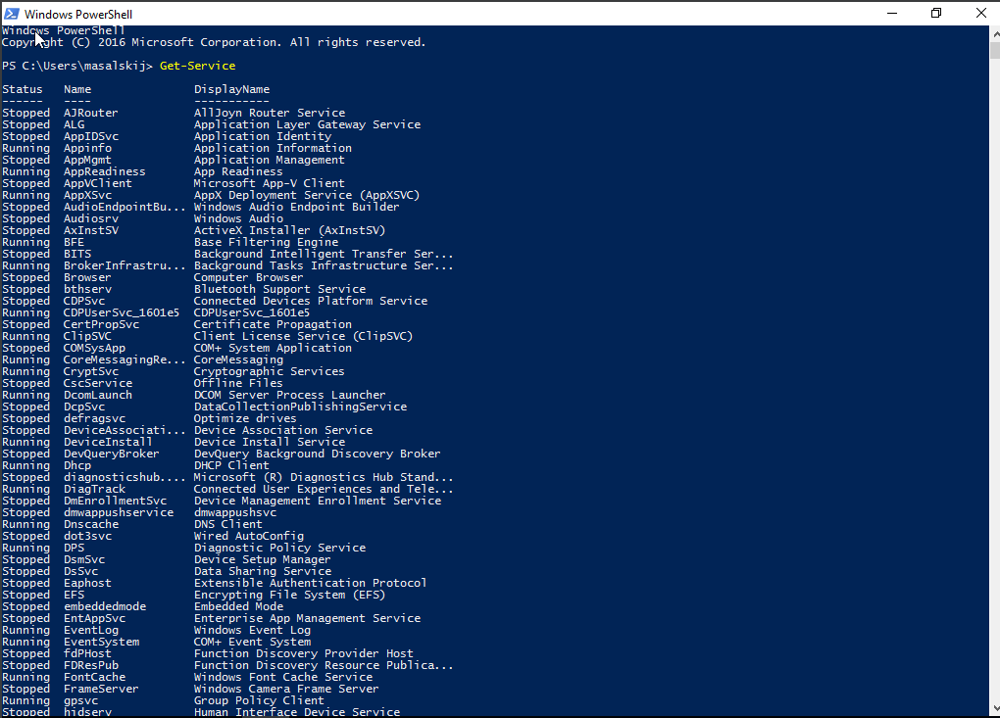 Windows PowerShell
Windows PowerShell
Copyright (C) 2016 Microsoft Corporation. All rights reserved.
PS C:\Users\masalskij> Get-Service
Status   Name               DisplayName
------   ----               -----------
Stopped  AJRouter           AllJoyn Router Service
Stopped  ALG                Application Layer Gateway Service
Stopped  AppIDSvc           Application Identity
Running  Appinfo            Application Information
Stopped  AppMgmt            Application Management
Running  AppReadiness       App Readiness
Stopped  AppVClient         Microsoft App-V Client
Running  AppXSvc            AppX Deployment Service (AppXSVC)
Stopped  AudioEndpointBu... Windows Audio Endpoint Builder
Stopped  Audiosrv           Windows Audio
Stopped  AxInstSV           ActiveX Installer (AxInstSV)
Running  BFE                Base Filtering Engine
Stopped  BITS               Background Intelligent Transfer Ser...
Running  BrokerInfrastru... Background Tasks Infrastructure Ser...
Stopped  Browser            Computer Browser
Stopped  bthserv            Bluetooth Support Service
Stopped  CDPSvc             Connected Devices Platform Service
Running  CDPUserSvc_1601e5  CDPUserSvc_1601e5
Stopped  CertPropSvc        Certificate Propagation
Running  ClipSVC            Client License Service (ClipSVC)
Stopped  COMSysApp          COM+ System Application
Running  CoreMessagingRe... CoreMessaging
Running  CryptSvc           Cryptographic Services
Stopped  CscService         Offline Files
Running  DcomLaunch         DCOM Server Process Launcher
Stopped  DcpSvc             DataCollectionPublishingService
Stopped  defragsvc          Optimize drives
Stopped  DeviceAssociati... Device Association Service
Running  DeviceInstall      Device Install Service
Stopped  DevQueryBroker     DevQuery Background Discovery Broker
Running  Dhcp               DHCP Client
Stopped  diagnosticshub.... Microsoft (R) Diagnostics Hub Stand...
Running  DiagTrack          Connected User Experiences and Tele...
Stopped  DmEnrollmentSvc    Device Management Enrollment Service
Stopped  dmwappushservice   dmwappushsvc
Running  Dnscache           DNS Client
Stopped  dot3svc            Wired AutoConfig
Running  DPS                Diagnostic Policy Service
Stopped  DsmSvc             Device Setup Manager
Stopped  DsSvc              Data Sharing Service
Stopped  Eaphost            Extensible Authentication Protocol
Stopped  EFS                Encrypting File System (EFS)
Stopped  embeddedmode       Embedded Mode
Stopped  EntAppSvc          Enterprise App Management Service
Running  EventLog           Windows Event Log
Running  EventSystem        COM+ Event System
Stopped  fdPHost            Function Discovery Provider Host
Stopped  FDResPub           Function Discovery Resource Publica...
Running  FontCache          Windows Font Cache Service
Stopped  FrameServer        Windows Camera Frame Server
Running  gpsvc              Group Policy Client
Stopped  hidserv            Human Interface Device Service